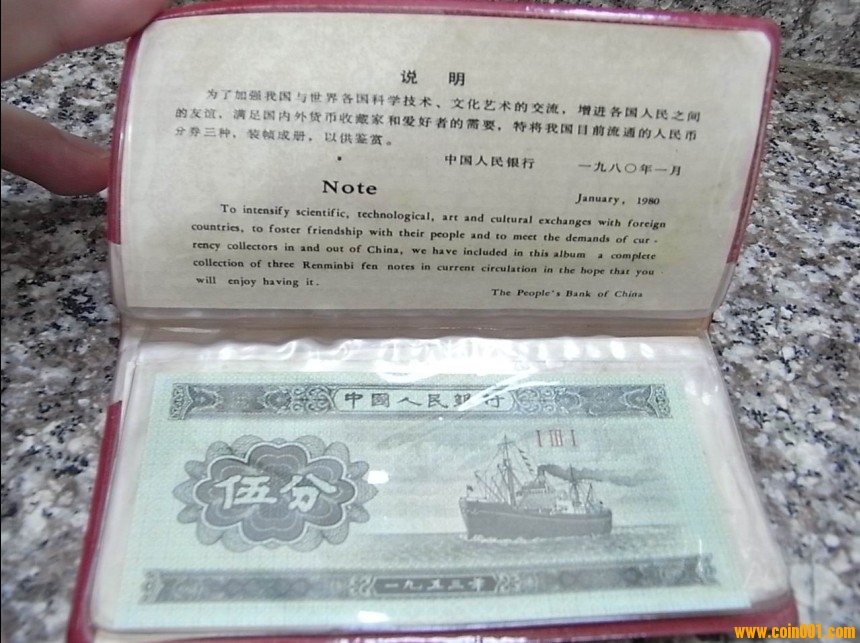 说 明
为了加强我国与世界各国科学技术、文化艺术的交流，增进各国人民之间
的友谊，满足国内外货币收藏家和爱好者的需要，特将我国目前流通的人民币
分券三种，装帧成册，以供鉴赏。
中国人民银行 一九八〇年一月
Note
January, 1980
To intensify scientific, technological, art and cultural exchanges with foreign
countries, to foster friendship with their people and to meet the demands of cur-
rency collectors in and out of China, we have included in this album a complete
collection of three Renminbi fen notes in current circulation in the hope that you
will enjoy having it.
The People's Bank of China
中國人民銀行
I III I
伍分
一九五三年
www.coin001.com